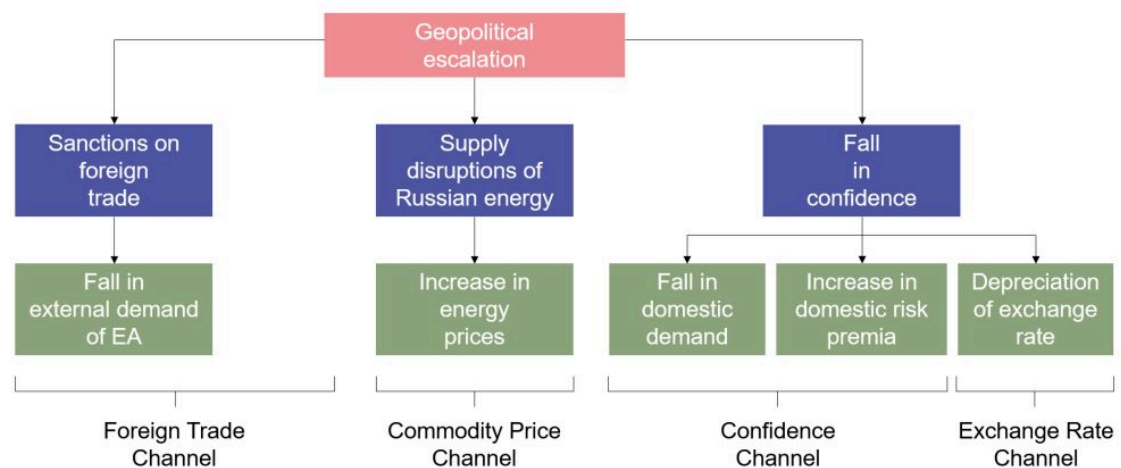 Geopolitical
escalation
Sanctions on
foreign
trade
Supply
disruptions of
Russian energy
Fall
in
confidence
Fall in
external demand
of EA
Increase in
energy
prices
Fall in
domestic
demand
Increase in
domestic risk
premia
Depreciation
of exchange
rate
Foreign Trade
Channel
Commodity Price
Channel
Confidence
Channel
Exchange Rate
Channel